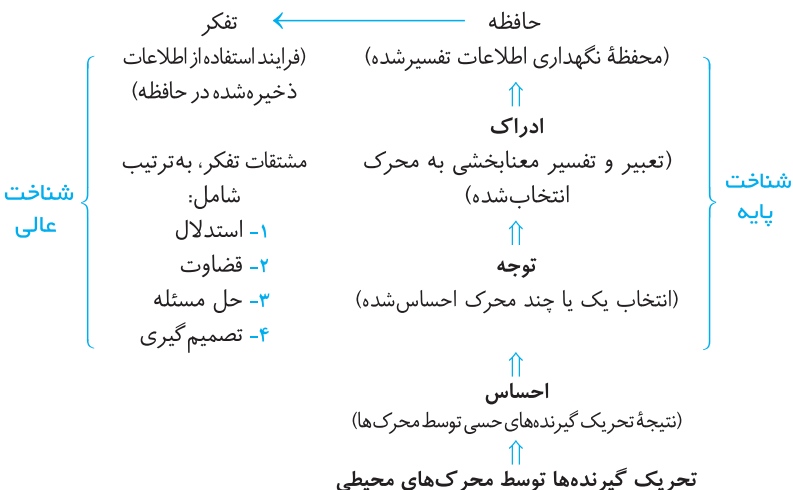 حافظه
(محفظهٔ نگهداری اطلاعات تفسیرشده)
ادراک
(تعبیر و تفسیر معنابخشی به محرک
انتخاب‌شده)
توجه
(انتخاب یک یا چند محرک احساس‌شده)
احساس
(نتیجهٔ تحریک گیرنده‌های حسی توسط محرک‌ها)
تحریک گیرنده‌ها توسط محرک‌های محیطی
شناخت
پایه
تفکر
(فرایند استفاده از اطلاعات
ذخیره‌شده در حافظه)
مشتقات تفکر، به‌ترتیب
شامل:
۱- استدلال
۲- قضاوت
۳- حل مسئله
۴- تصمیم‌گیری
شناخت
عالی